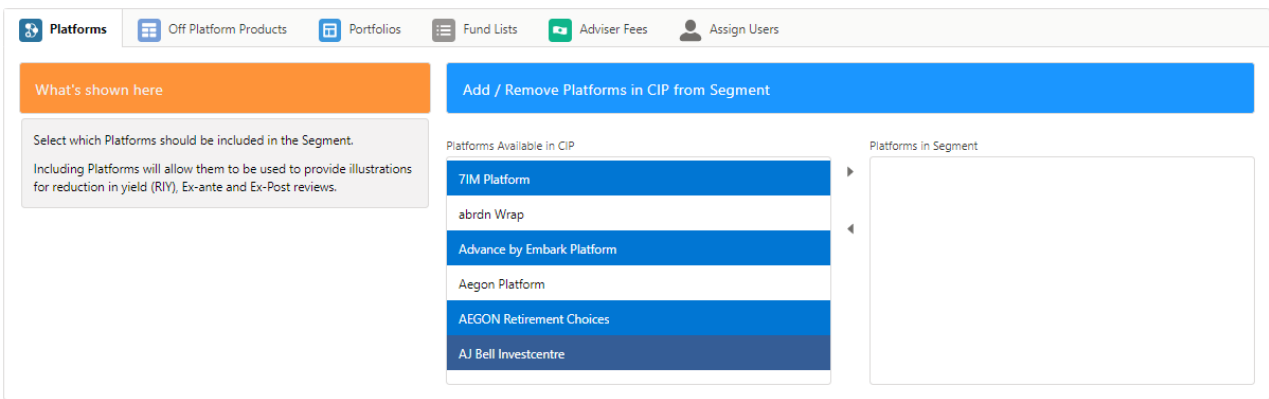 Platforms
Off Platform Products
Portfolios
Fund Lists
Adviser Fees
Assign Users
What's shown here
Add / Remove Platforms in CIP from Segment
Select which Platforms should be included in the Segment.
Including Platforms will allow them to be used to provide illustrations
for reduction in yield (RIY), Ex-ante and Ex-Post reviews.
Platforms Available in CIP
Platforms in Segment
7IM Platform
abrdn Wrap
Advance by Embark Platform
Aegon Platform
AEGON Retirement Choices
AJ Bell Investcentre